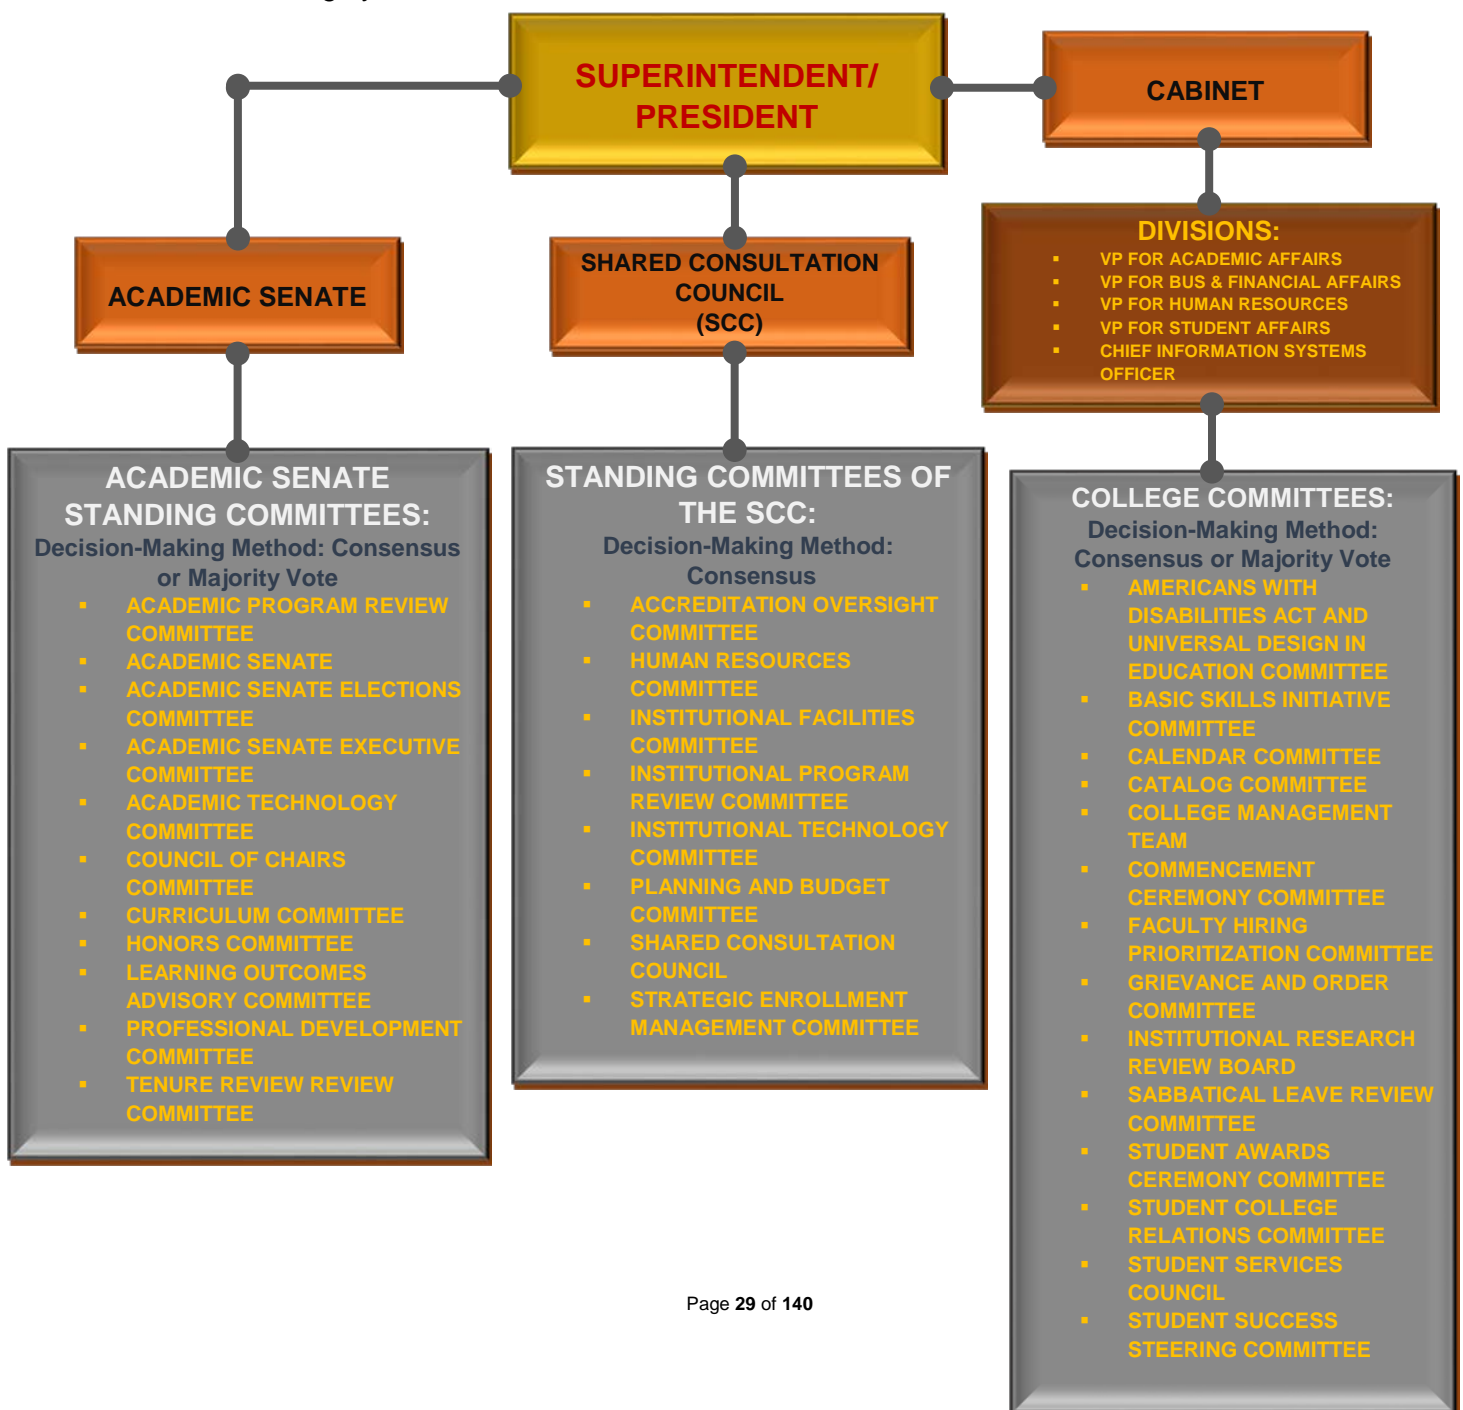 SUPERINTENDENT/
PRESIDENT
CABINET
DIVISIONS:
▪ VP FOR ACADEMIC AFFAIRS
▪ VP FOR BUS & FINANCIAL AFFAIRS
▪ VP FOR HUMAN RESOURCES
▪ VP FOR STUDENT AFFAIRS
▪ CHIEF INFORMATION SYSTEMS
OFFICER
ACADEMIC SENATE
SHARED CONSULTATION
COUNCIL
(SCC)
ACADEMIC SENATE
STANDING COMMITTEES:
Decision-Making Method: Consensus
or Majority Vote
▪ ACADEMIC PROGRAM REVIEW
COMMITTEE
▪ ACADEMIC SENATE
▪ ACADEMIC SENATE ELECTIONS
COMMITTEE
▪ ACADEMIC SENATE EXECUTIVE
COMMITTEE
▪ ACADEMIC TECHNOLOGY
COMMITTEE
▪ COUNCIL OF CHAIRS
COMMITTEE
▪ CURRICULUM COMMITTEE
▪ HONORS COMMITTEE
▪ LEARNING OUTCOMES
ADVISORY COMMITTEE
▪ PROFESSIONAL DEVELOPMENT
COMMITTEE
▪ TENURE REVIEW REVIEW
COMMITTEE
STANDING COMMITTEES OF
THE SCC:
Decision-Making Method:
Consensus
▪ ACCREDITATION OVERSIGHT
COMMITTEE
▪ HUMAN RESOURCES
COMMITTEE
▪ INSTITUTIONAL FACILITIES
COMMITTEE
▪ INSTITUTIONAL PROGRAM
REVIEW COMMITTEE
▪ INSTITUTIONAL TECHNOLOGY
COMMITTEE
▪ PLANNING AND BUDGET
COMMITTEE
▪ SHARED CONSULTATION
COUNCIL
▪ STRATEGIC ENROLLMENT
MANAGEMENT COMMITTEE
COLLEGE COMMITTEES:
Decision-Making Method:
Consensus or Majority Vote
▪ AMERICANS WITH
DISABILITIES ACT AND
UNIVERSAL DESIGN IN
EDUCATION COMMITTEE
▪ BASIC SKILLS INITIATIVE
COMMITTEE
▪ CALENDAR COMMITTEE
▪ CATALOG COMMITTEE
▪ COLLEGE MANAGEMENT
TEAM
▪ COMMENCEMENT
CEREMONY COMMITTEE
▪ FACULTY HIRING
PRIORITIZATION COMMITTEE
▪ GRIEVANCE AND ORDER
COMMITTEE
▪ INSTITUTIONAL RESEARCH
REVIEW BOARD
▪ SABBATICAL LEAVE REVIEW
COMMITTEE
▪ STUDENT AWARDS
CEREMONY COMMITTEE
▪ STUDENT COLLEGE
RELATIONS COMMITTEE
▪ STUDENT SERVICES
COUNCIL
▪ STUDENT SUCCESS
STEERING COMMITTEE
Page 29 of 140